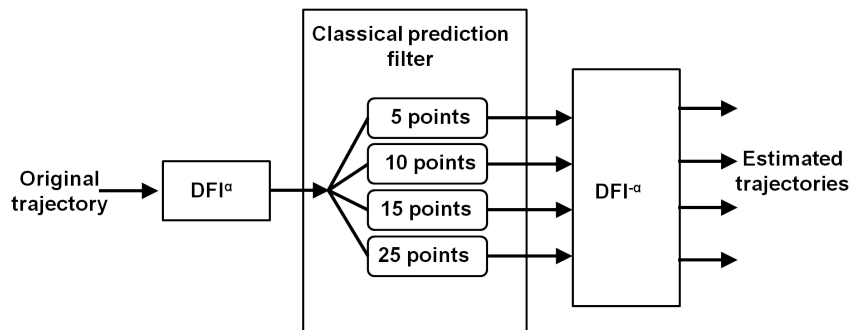 Classical prediction
filter
5 points
10 points
15 points
25 points
Original
trajectory
DFIᵅ
DFI⁻ᵅ
Estimated
trajectories